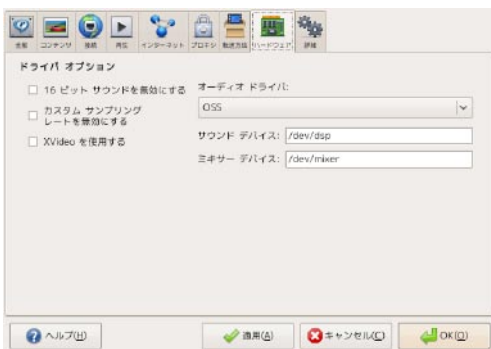 全般 コンテンツ 接続 再生 インターネット プロキシ 転送方法 ハードウェア 詳細
ドライバ オプション
16 ビット サウンドを無効にする
カスタム サンプリング
レートを無効にする
XVideo を使用する
オーディオ ドライバ:
OSS
サウンド デバイス: /dev/dsp
ミキサー デバイス: /dev/mixer
ヘルプ(H) 適用(A) キャンセル(C) OK(O)